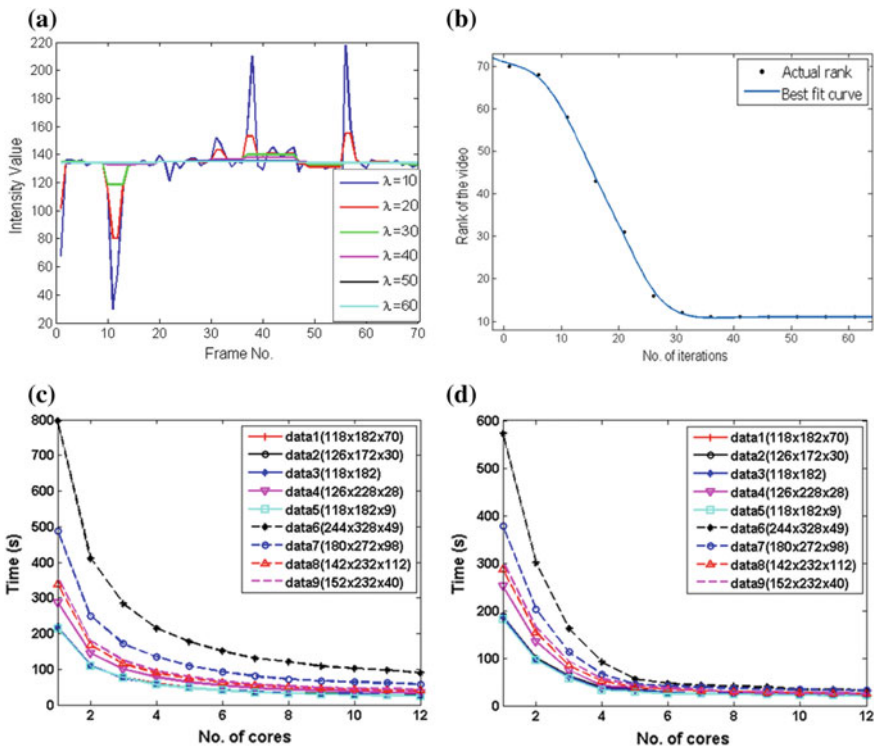 (a)
220
200
180
160
140
120
100
80
60
40
20
0 10 20 30 40 50 60 70
Intensity Value
Frame No.
λ=10
λ=20
λ=30
λ=40
λ=50
λ=60
(b)
70
60
50
40
30
20
10
0 10 20 30 40 50 60
Rank of the video
No. of iterations
Actual rank
Best fit curve
(c)
800
700
600
500
400
300
200
100
0
2 4 6 8 10 12
Time (s)
No. of cores
data1(118x182x70)
data2(126x172x30)
data3(118x182)
data4(126x228x28)
data5(118x182x9)
data6(244x328x49)
data7(180x272x98)
data8(142x232x112)
data9(152x232x40)
(d)
600
500
400
300
200
100
0
2 4 6 8 10 12
Time (s)
No. of cores
data1(118x182x70)
data2(126x172x30)
data3(118x182)
data4(126x228x28)
data5(118x182x9)
data6(244x328x49)
data7(180x272x98)
data8(142x232x112)
data9(152x232x40)